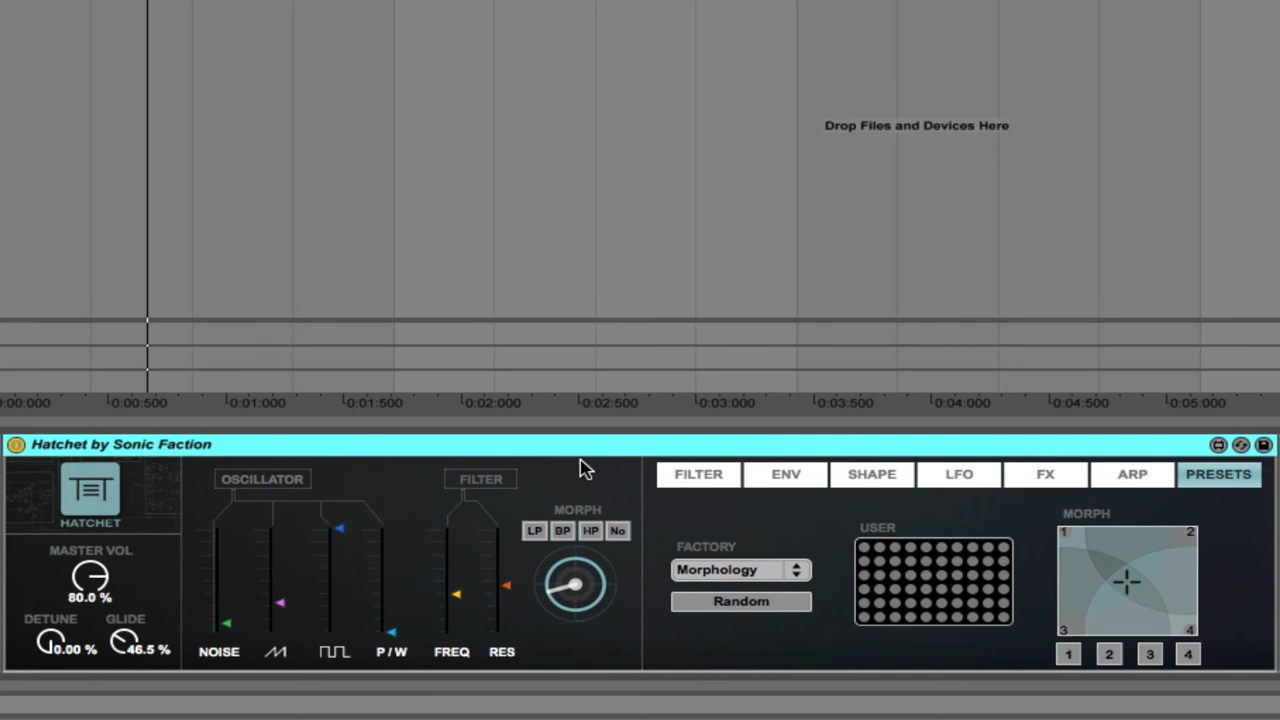 Drop Files and Devices Here
0:00:000 0:00:500 0:01:000 0:01:500 0:02:000 0:02:500 0:03:000 0:03:500 0:04:000 0:04:500 0:05:000
Hatchet by Sonic Faction
HATCHET
MASTER VOL
80.0 %
DETUNE GLIDE
0.00 % 46.5 %
OSCILLATOR
NOISE P / W
FILTER
FREQ RES
MORPH
LP BP HP No
FILTER ENV SHAPE LFO FX ARP PRESETS
FACTORY
Morphology
Random
USER
MORPH
1 2
3 4
1 2 3 4